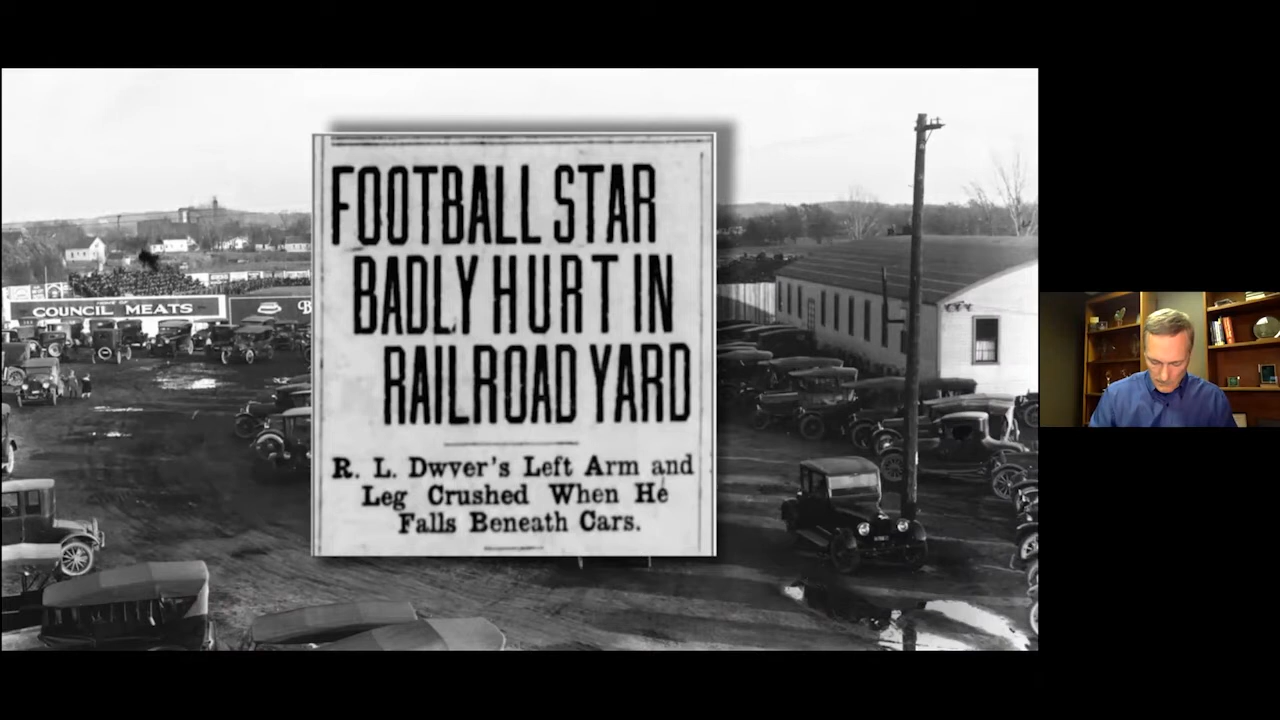 FOOTBALL STAR
BADLY HURT IN
RAILROAD YARD
R. L. Dwyer's Left Arm and
Leg Crushed When He
Falls Beneath Cars.
COUNCIL MEATS
B